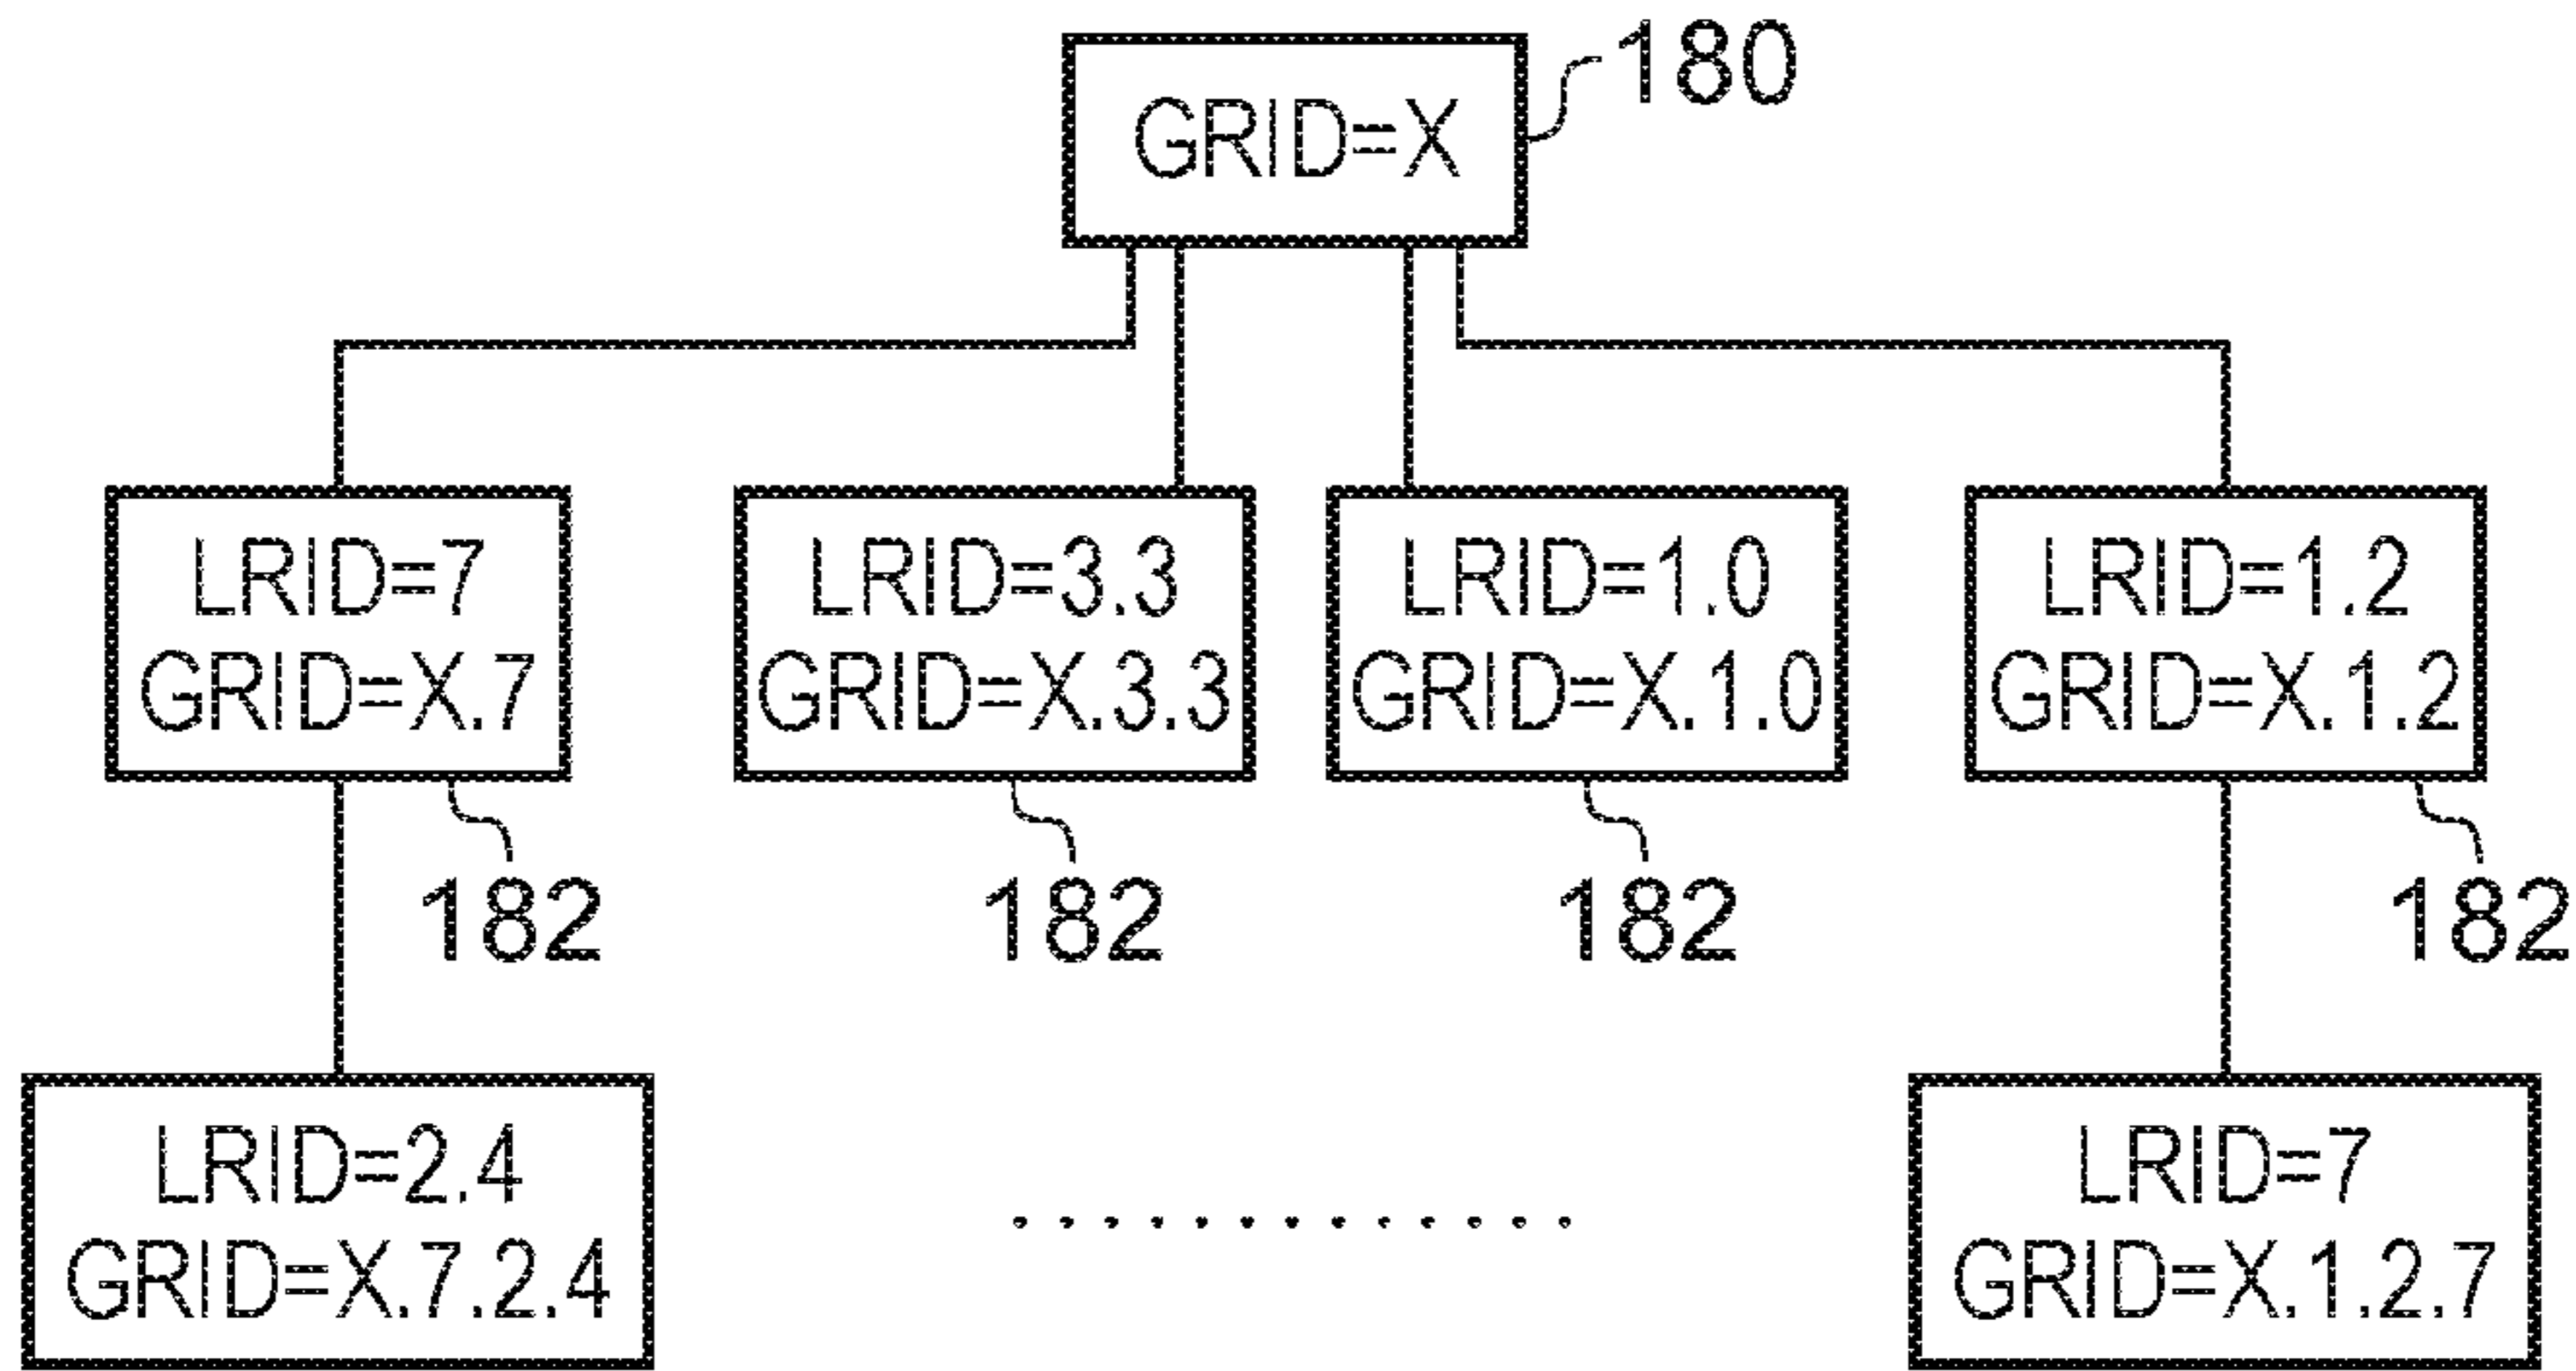 GRID=X
180
LRID=7
GRID=X.7
182
LRID=3.3
GRID=X.3.3
182
LRID=1.0
GRID=X.1.0
182
LRID=1.2
GRID=X.1.2
182
LRID=2.4
GRID=X.7.2.4
............
LRID=7
GRID=X.1.2.7